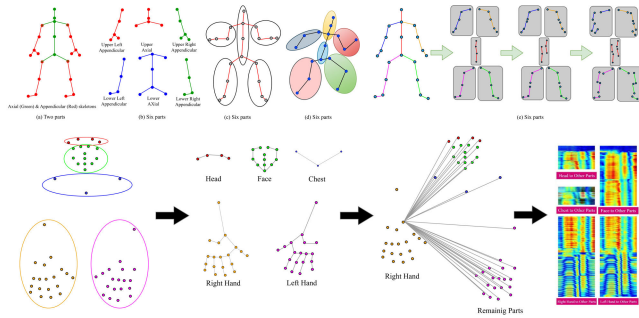 Upper Left
Appendicular
Upper
Axial
Upper Right
Appendicular
Lower Left
Appendicular
Lower
AXial
Lower Right
Appendicular
Axial (Green) & Appendicular (Red) skeletons
(a) Two parts
(b) Six parts
(c) Six parts
(d) Six parts
(e) Six parts
Head
Face
Chest
Right Hand
Left Hand
Right Hand
Remainig Parts
Head to Other Parts
Face to Other Parts
Chest to Other Parts
Right Hand to Other Parts
Left Hand to Other Parts